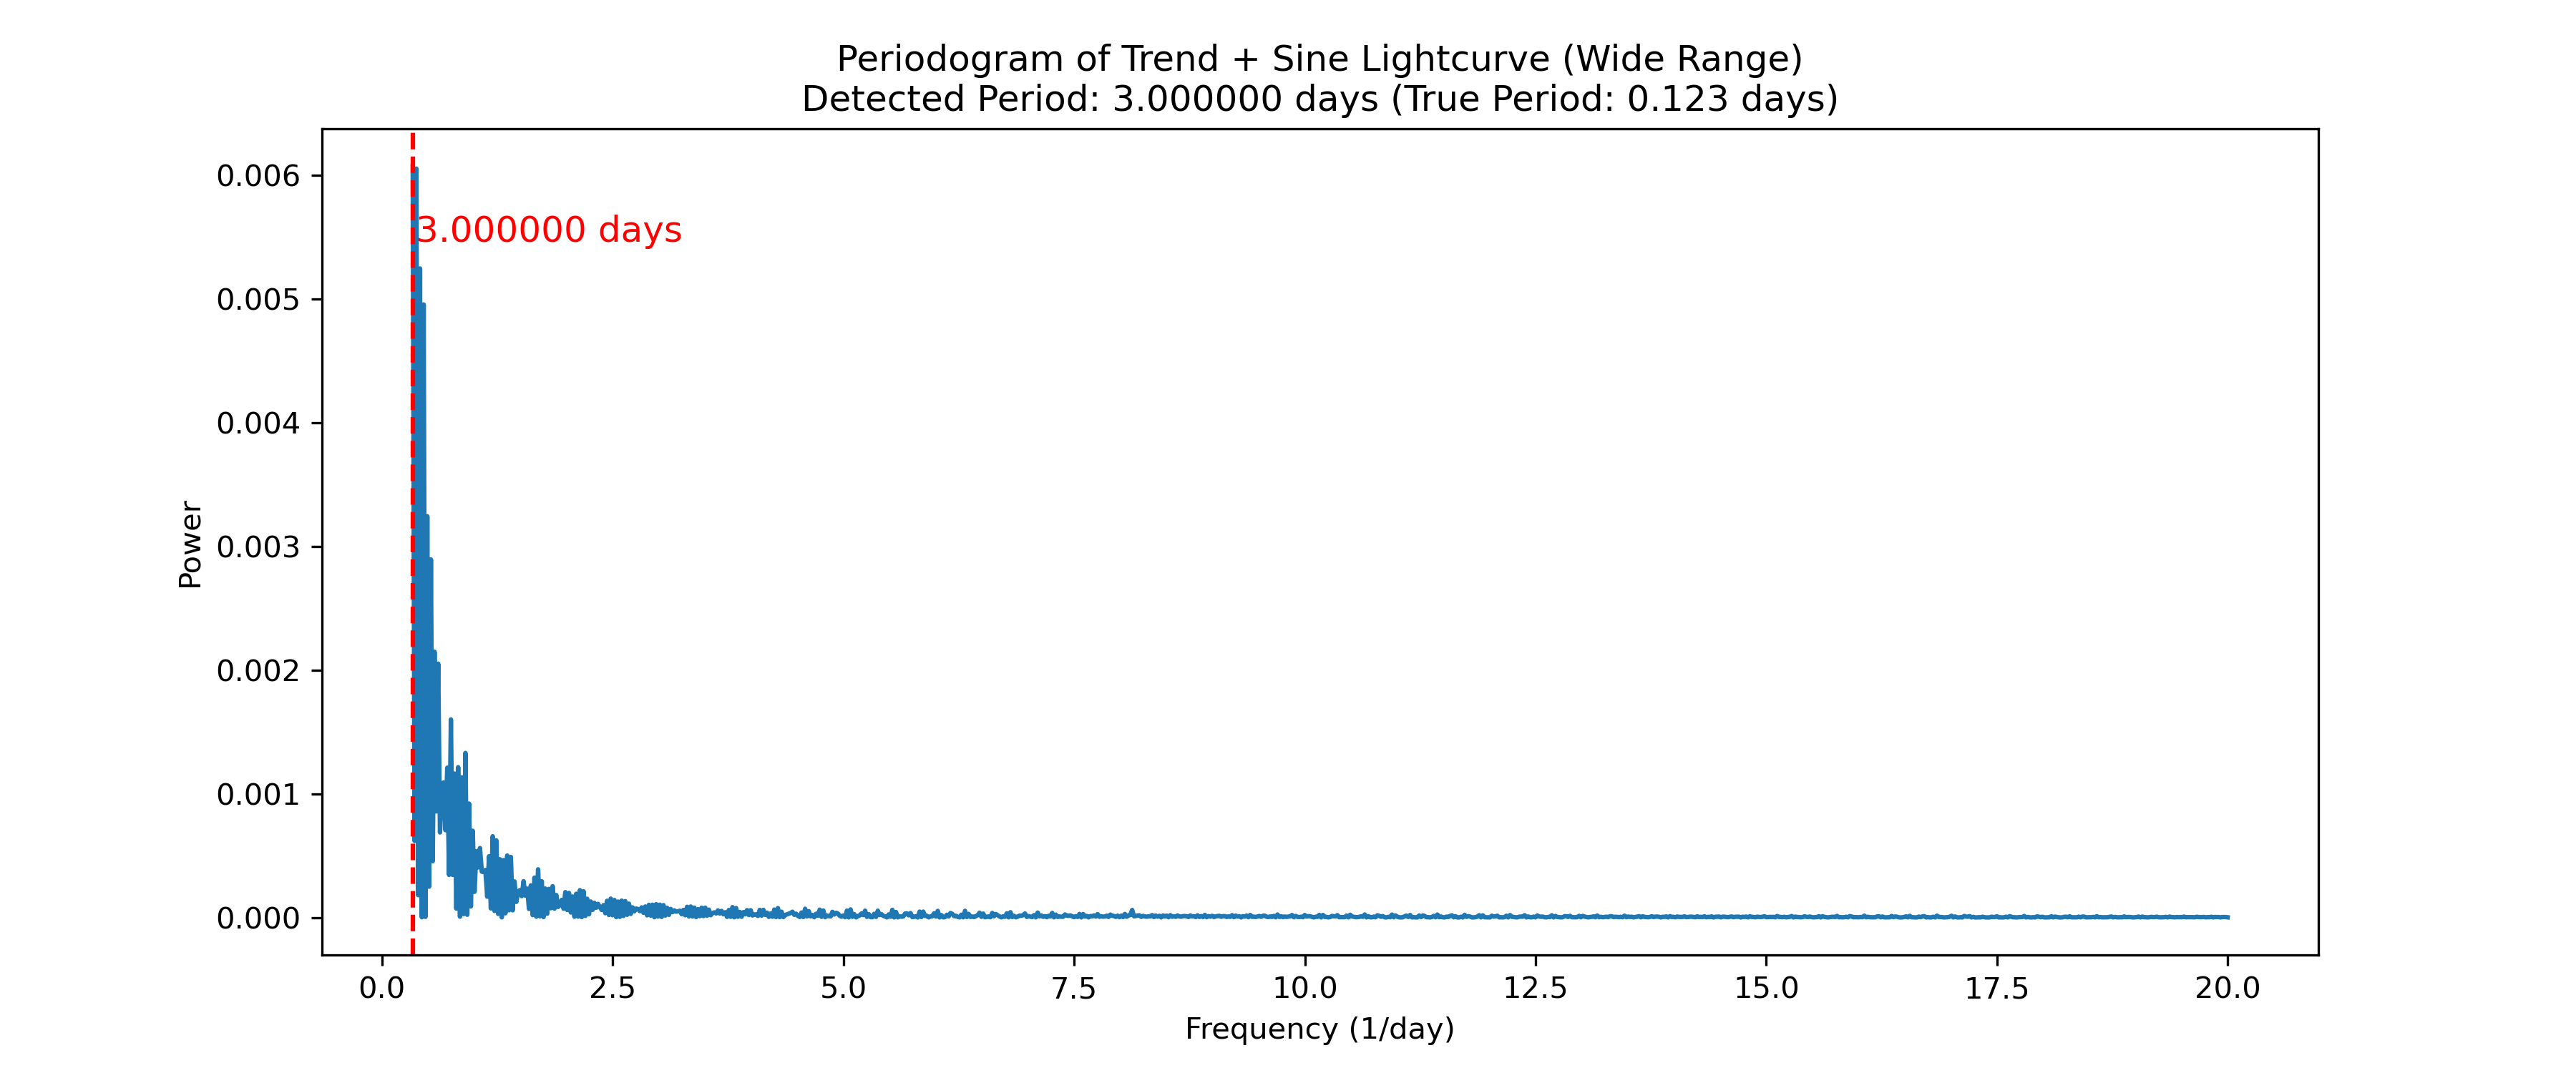 Periodogram of Trend + Sine Lightcurve (Wide Range)
Detected Period: 3.000000 days (True Period: 0.123 days)
0.006
3.000000 days
0.005
0.004
0.003
0.002
0.001
0.000
Power
0.0 2.5 5.0 7.5 10.0 12.5 15.0 17.5 20.0
Frequency (1/day)